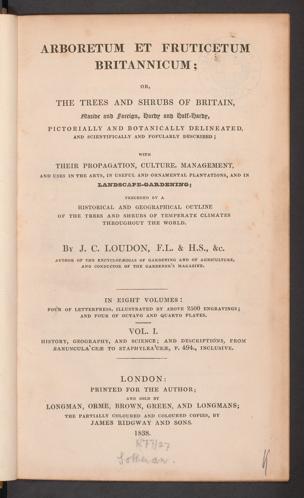 ARBORETUM ET FRUTICETUM
BRITANNICUM;
OR,
THE TREES AND SHRUBS OF BRITAIN,
Native and Foreign, Hardy and Half-Hardy,
PICTORIALLY AND BOTANICALLY DELINEATED,
AND SCIENTIFICALLY AND POPULARLY DESCRIBED;
WITH
THEIR PROPAGATION, CULTURE, MANAGEMENT,
AND USES IN THE ARTS, IN USEFUL AND ORNAMENTAL PLANTATIONS, AND IN
LANDSCAPE-GARDENING;
PRECEDED BY A
HISTORICAL AND GEOGRAPHICAL OUTLINE
OF THE TREES AND SHRUBS OF TEMPERATE CLIMATES
THROUGHOUT THE WORLD.
BY J. C. LOUDON, F.L. & H.S., &c.
AUTHOR OF THE ENCYCLOPÆDIAS OF GARDENING AND OF AGRICULTURE,
AND CONDUCTOR OF THE GARDENER'S MAGAZINE.
IN EIGHT VOLUMES:
FOUR OF LETTERPRESS, ILLUSTRATED BY ABOVE 2500 ENGRAVINGS;
AND FOUR OF OCTAVO AND QUARTO PLATES.
VOL. I.
HISTORY, GEOGRAPHY, AND SCIENCE; AND DESCRIPTIONS, FROM
RANUNCULA'CEÆ TO STAPHYLEA'CEÆ, P. 494., INCLUSIVE.
LONDON:
PRINTED FOR THE AUTHOR;
AND SOLD BY
LONGMAN, ORME, BROWN, GREEN, AND LONGMANS;
THE PARTIALLY COLOURED AND COLOURED COPIES, BY
JAMES RIDGWAY AND SONS.
1838.
Sotheran.